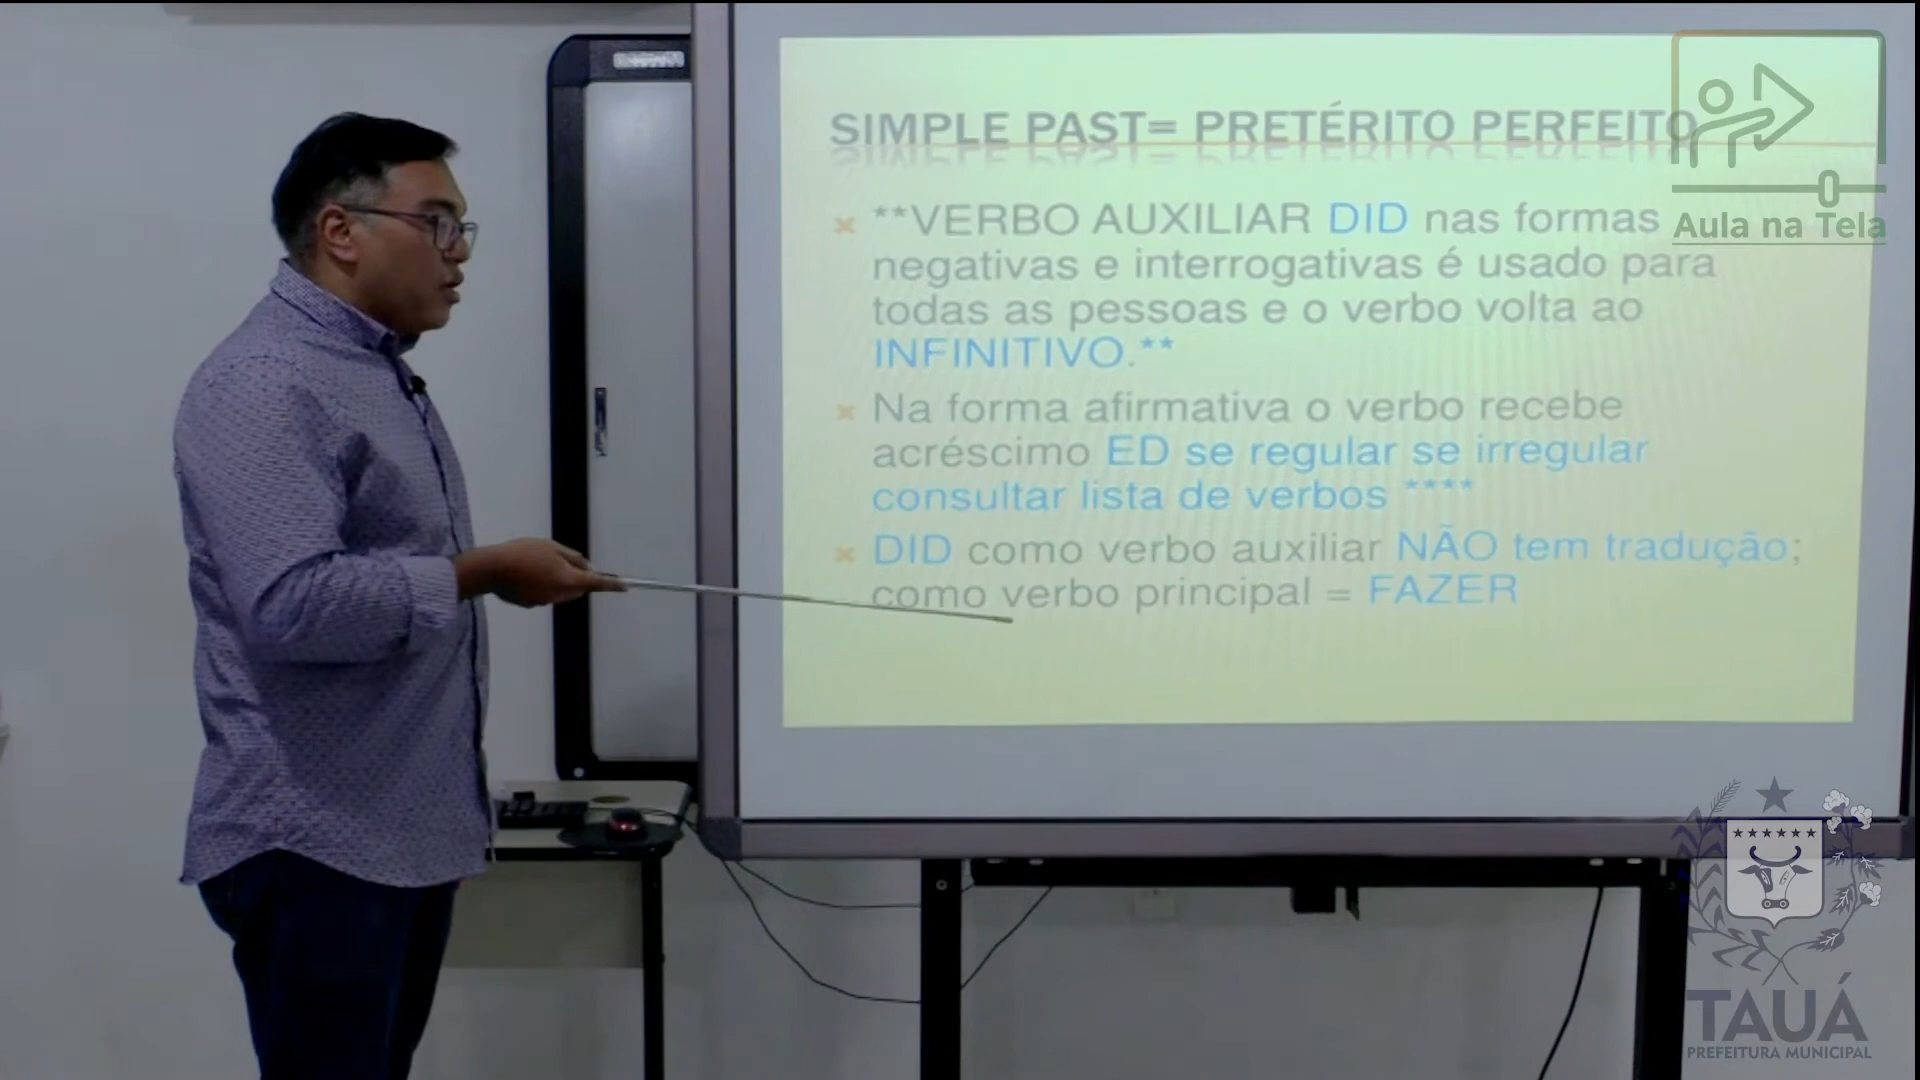 SIMPLE PAST= PRETÉRITO PERFEITO
**VERBO AUXILIAR DID nas formas
negativas e interrogativas é usado para
todas as pessoas e o verbo volta ao
INFINITIVO.**
Na forma afirmativa o verbo recebe
acréscimo ED se regular se irregular
consultar lista de verbos ****
DID como verbo auxiliar NÃO tem tradução;
como verbo principal = FAZER
Aula na Tela
TAUÁ
PREFEITURA MUNICIPAL